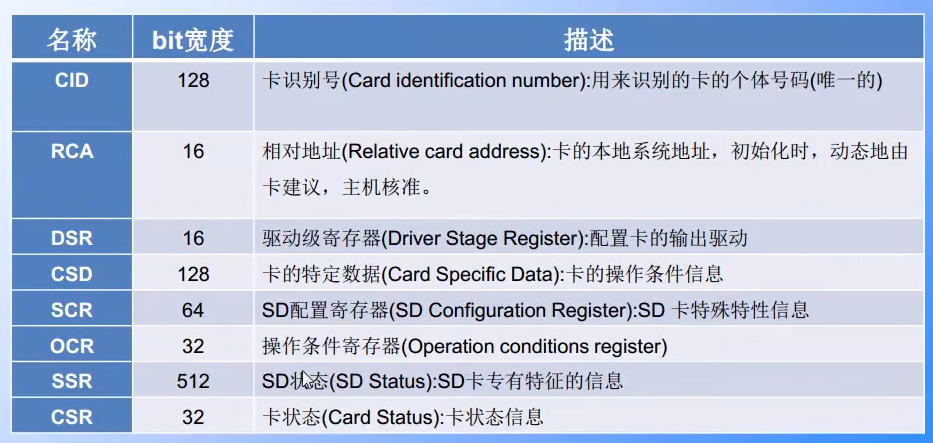 名称 bit宽度 描述
CID 128 卡识别号(Card identification number):用来识别的卡的个体号码(唯一的)
RCA 16 相对地址(Relative card address):卡的本地系统地址，初始化时，动态地由
卡建议，主机核准。
DSR 16 驱动级寄存器(Driver Stage Register):配置卡的输出驱动
CSD 128 卡的特定数据(Card Specific Data):卡的操作条件信息
SCR 64 SD配置寄存器(SD Configuration Register):SD 卡特殊特性信息
OCR 32 操作条件寄存器(Operation conditions register)
SSR 512 SD状态(SD Status):SD卡专有特征的信息
CSR 32 卡状态(Card Status):卡状态信息